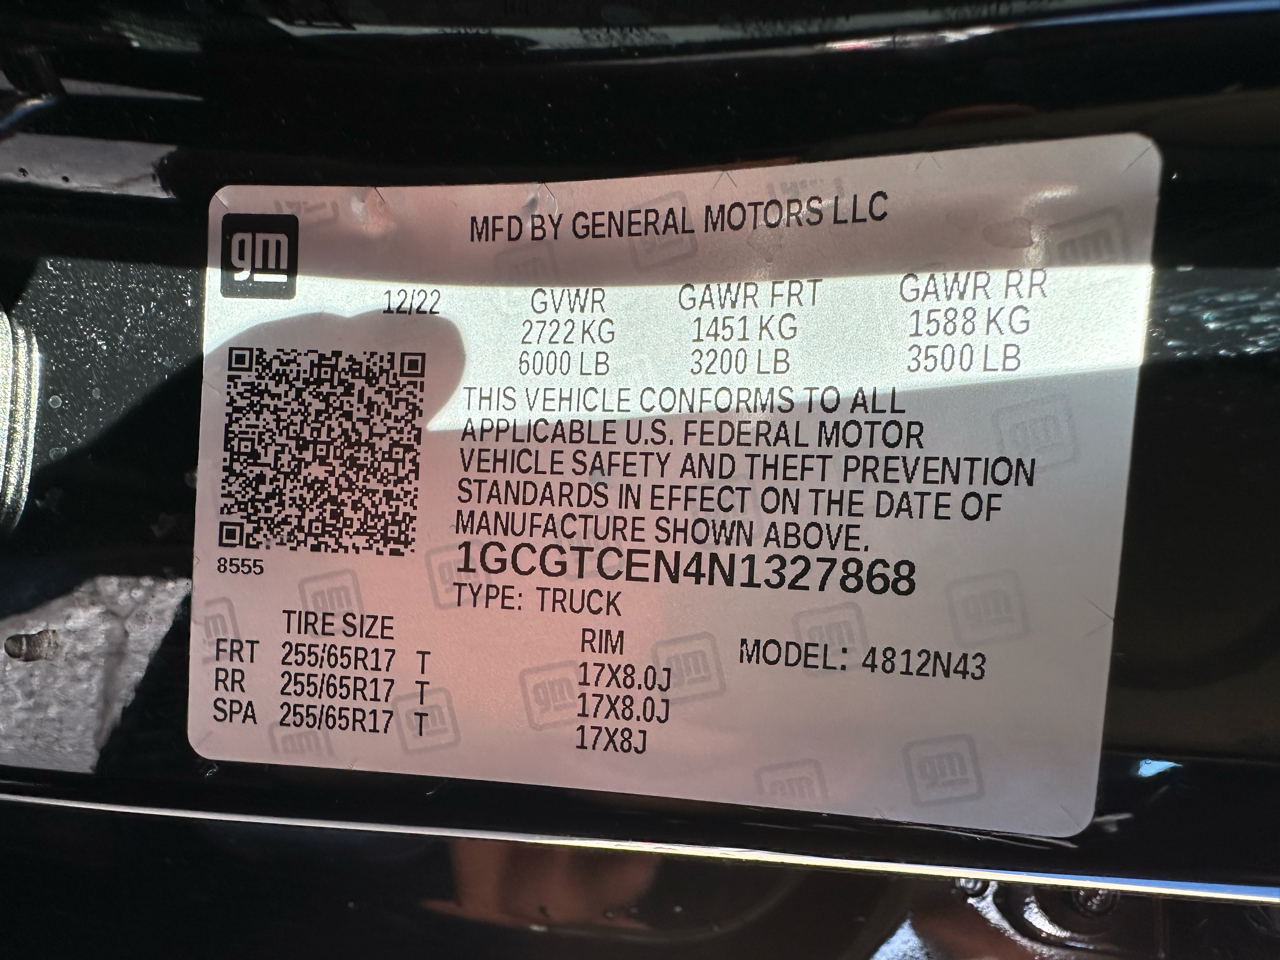 gm
MFD BY GENERAL MOTORS LLC
12/22 GVWR GAWR FRT GAWR RR
2722 KG 1451 KG 1588 KG
6000 LB 3200 LB 3500 LB
THIS VEHICLE CONFORMS TO ALL
APPLICABLE U.S. FEDERAL MOTOR
VEHICLE SAFETY AND THEFT PREVENTION
STANDARDS IN EFFECT ON THE DATE OF
MANUFACTURE SHOWN ABOVE.
8555 1GCGTCEN4N1327868
TYPE: TRUCK
TIRE SIZE RIM MODEL: 4812N43
FRT 255/65R17 T 17X8.0J
RR 255/65R17 T 17X8.0J
SPA 255/65R17 T 17X8J